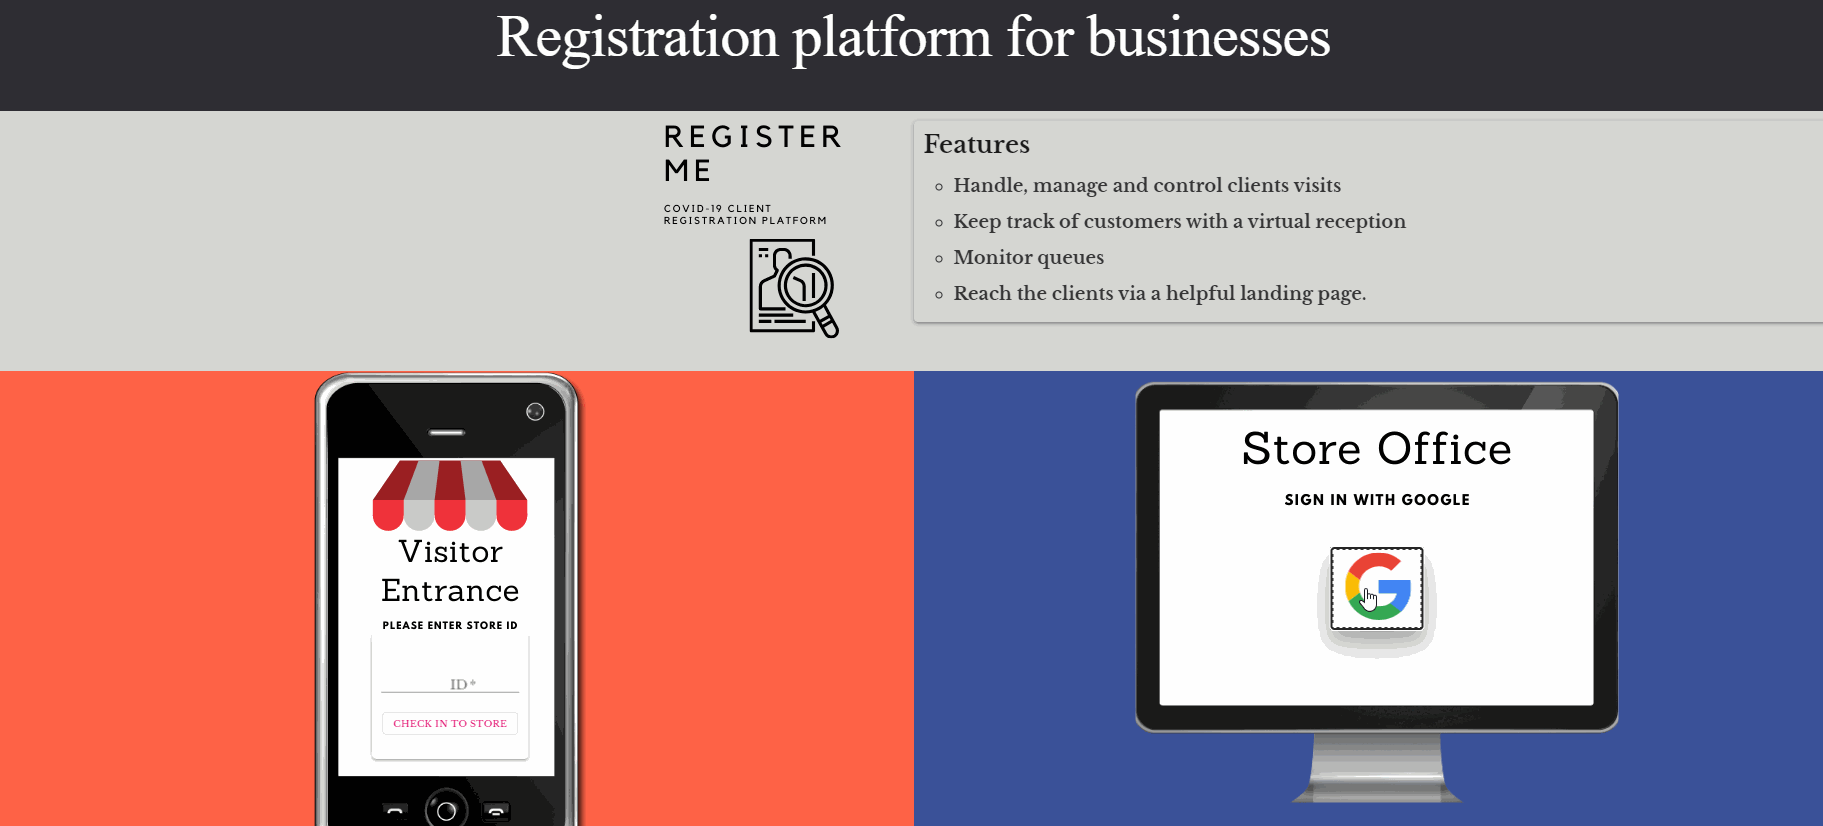 Registration platform for businesses
REGISTER
ME
COVID-19 CLIENT
REGISTRATION PLATFORM
Features
Handle, manage and control clients visits
Keep track of customers with a virtual reception
Monitor queues
Reach the clients via a helpful landing page.
Visitor
Entrance
PLEASE ENTER STORE ID
ID *
CHECK IN TO STORE
Store Office
SIGN IN WITH GOOGLE
G